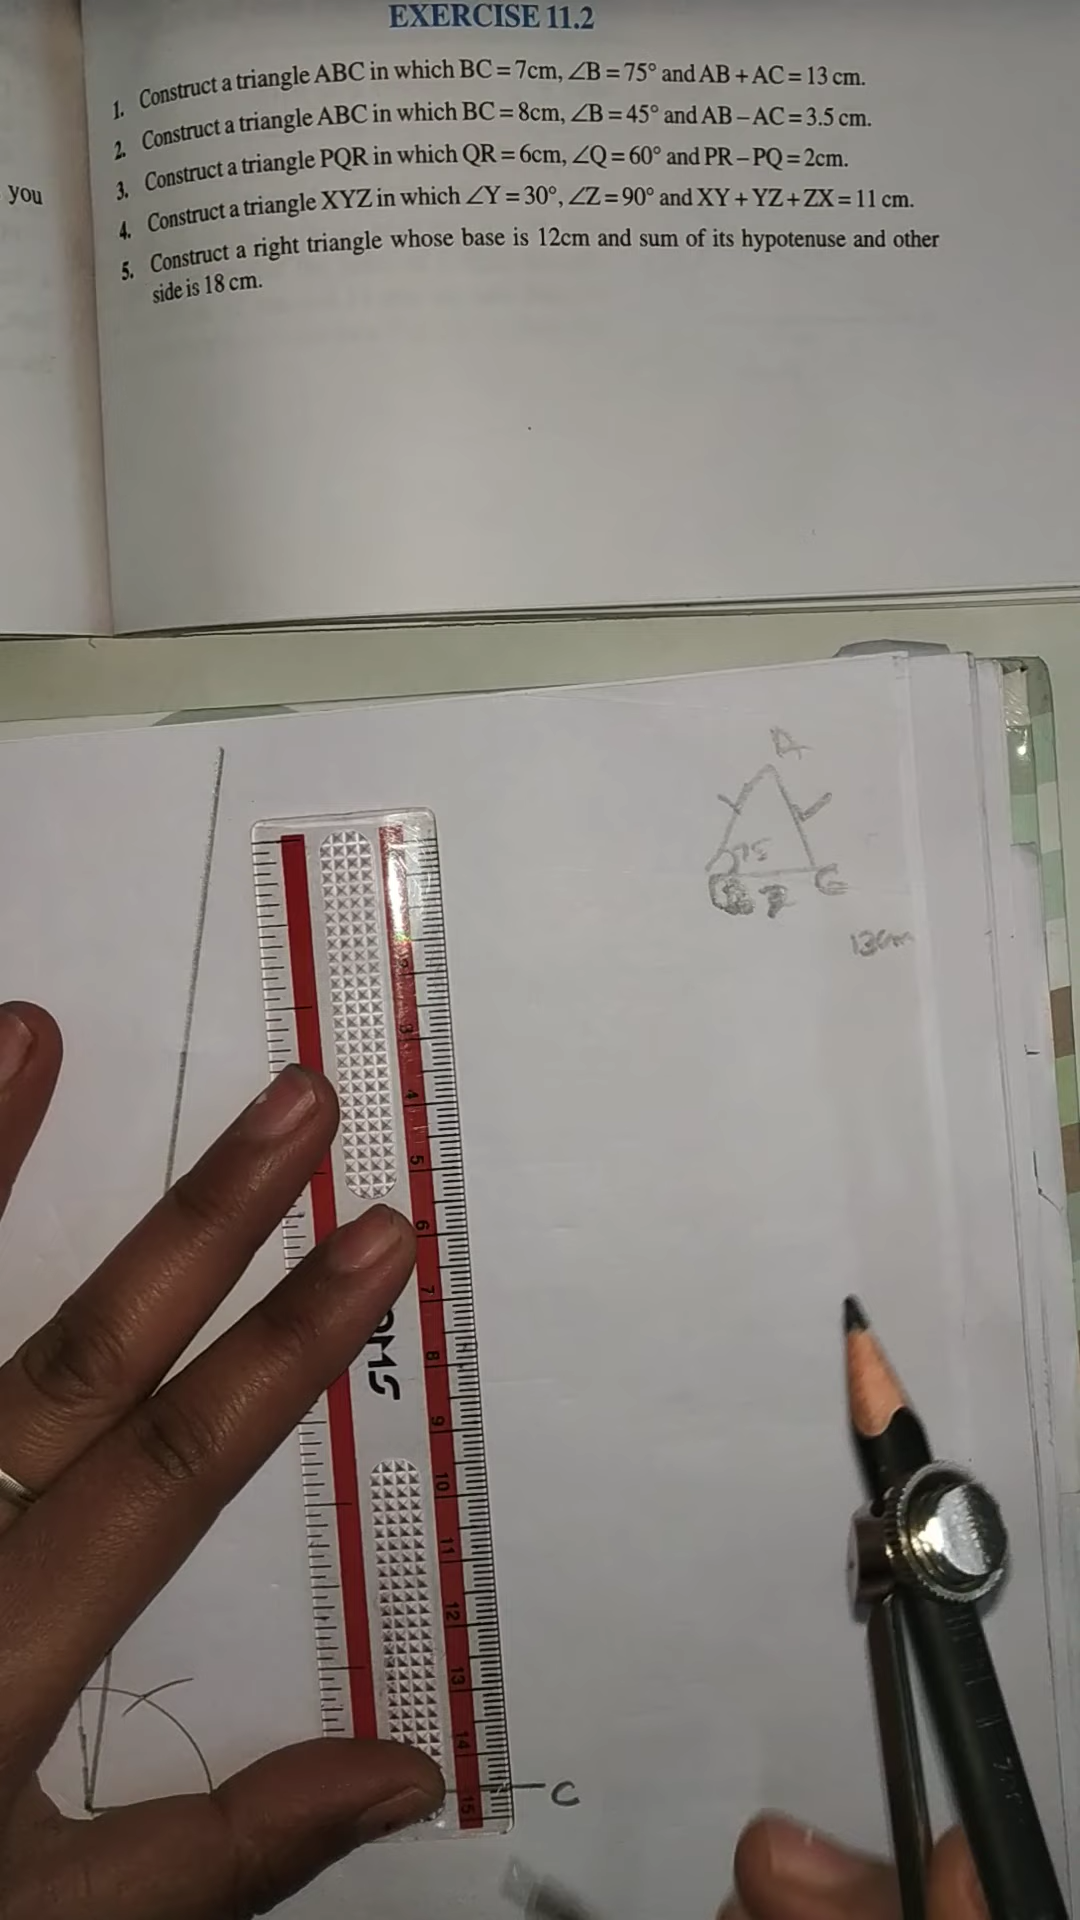 EXERCISE 11.2
1. Construct a triangle ABC in which BC = 7cm, ∠B = 75° and AB + AC = 13 cm.
2. Construct a triangle ABC in which BC = 8cm, ∠B = 45° and AB – AC = 3.5 cm.
3. Construct a triangle PQR in which QR = 6cm, ∠Q = 60° and PR – PQ = 2cm.
you
4. Construct a triangle XYZ in which ∠Y = 30°, ∠Z = 90° and XY + YZ + ZX = 11 cm.
5. Construct a right triangle whose base is 12cm and sum of its hypotenuse and other
side is 18 cm.
A
75
B 7 C
13cm
2
3
4
5
6
7
8
9
10
11
12
13
14
15
C